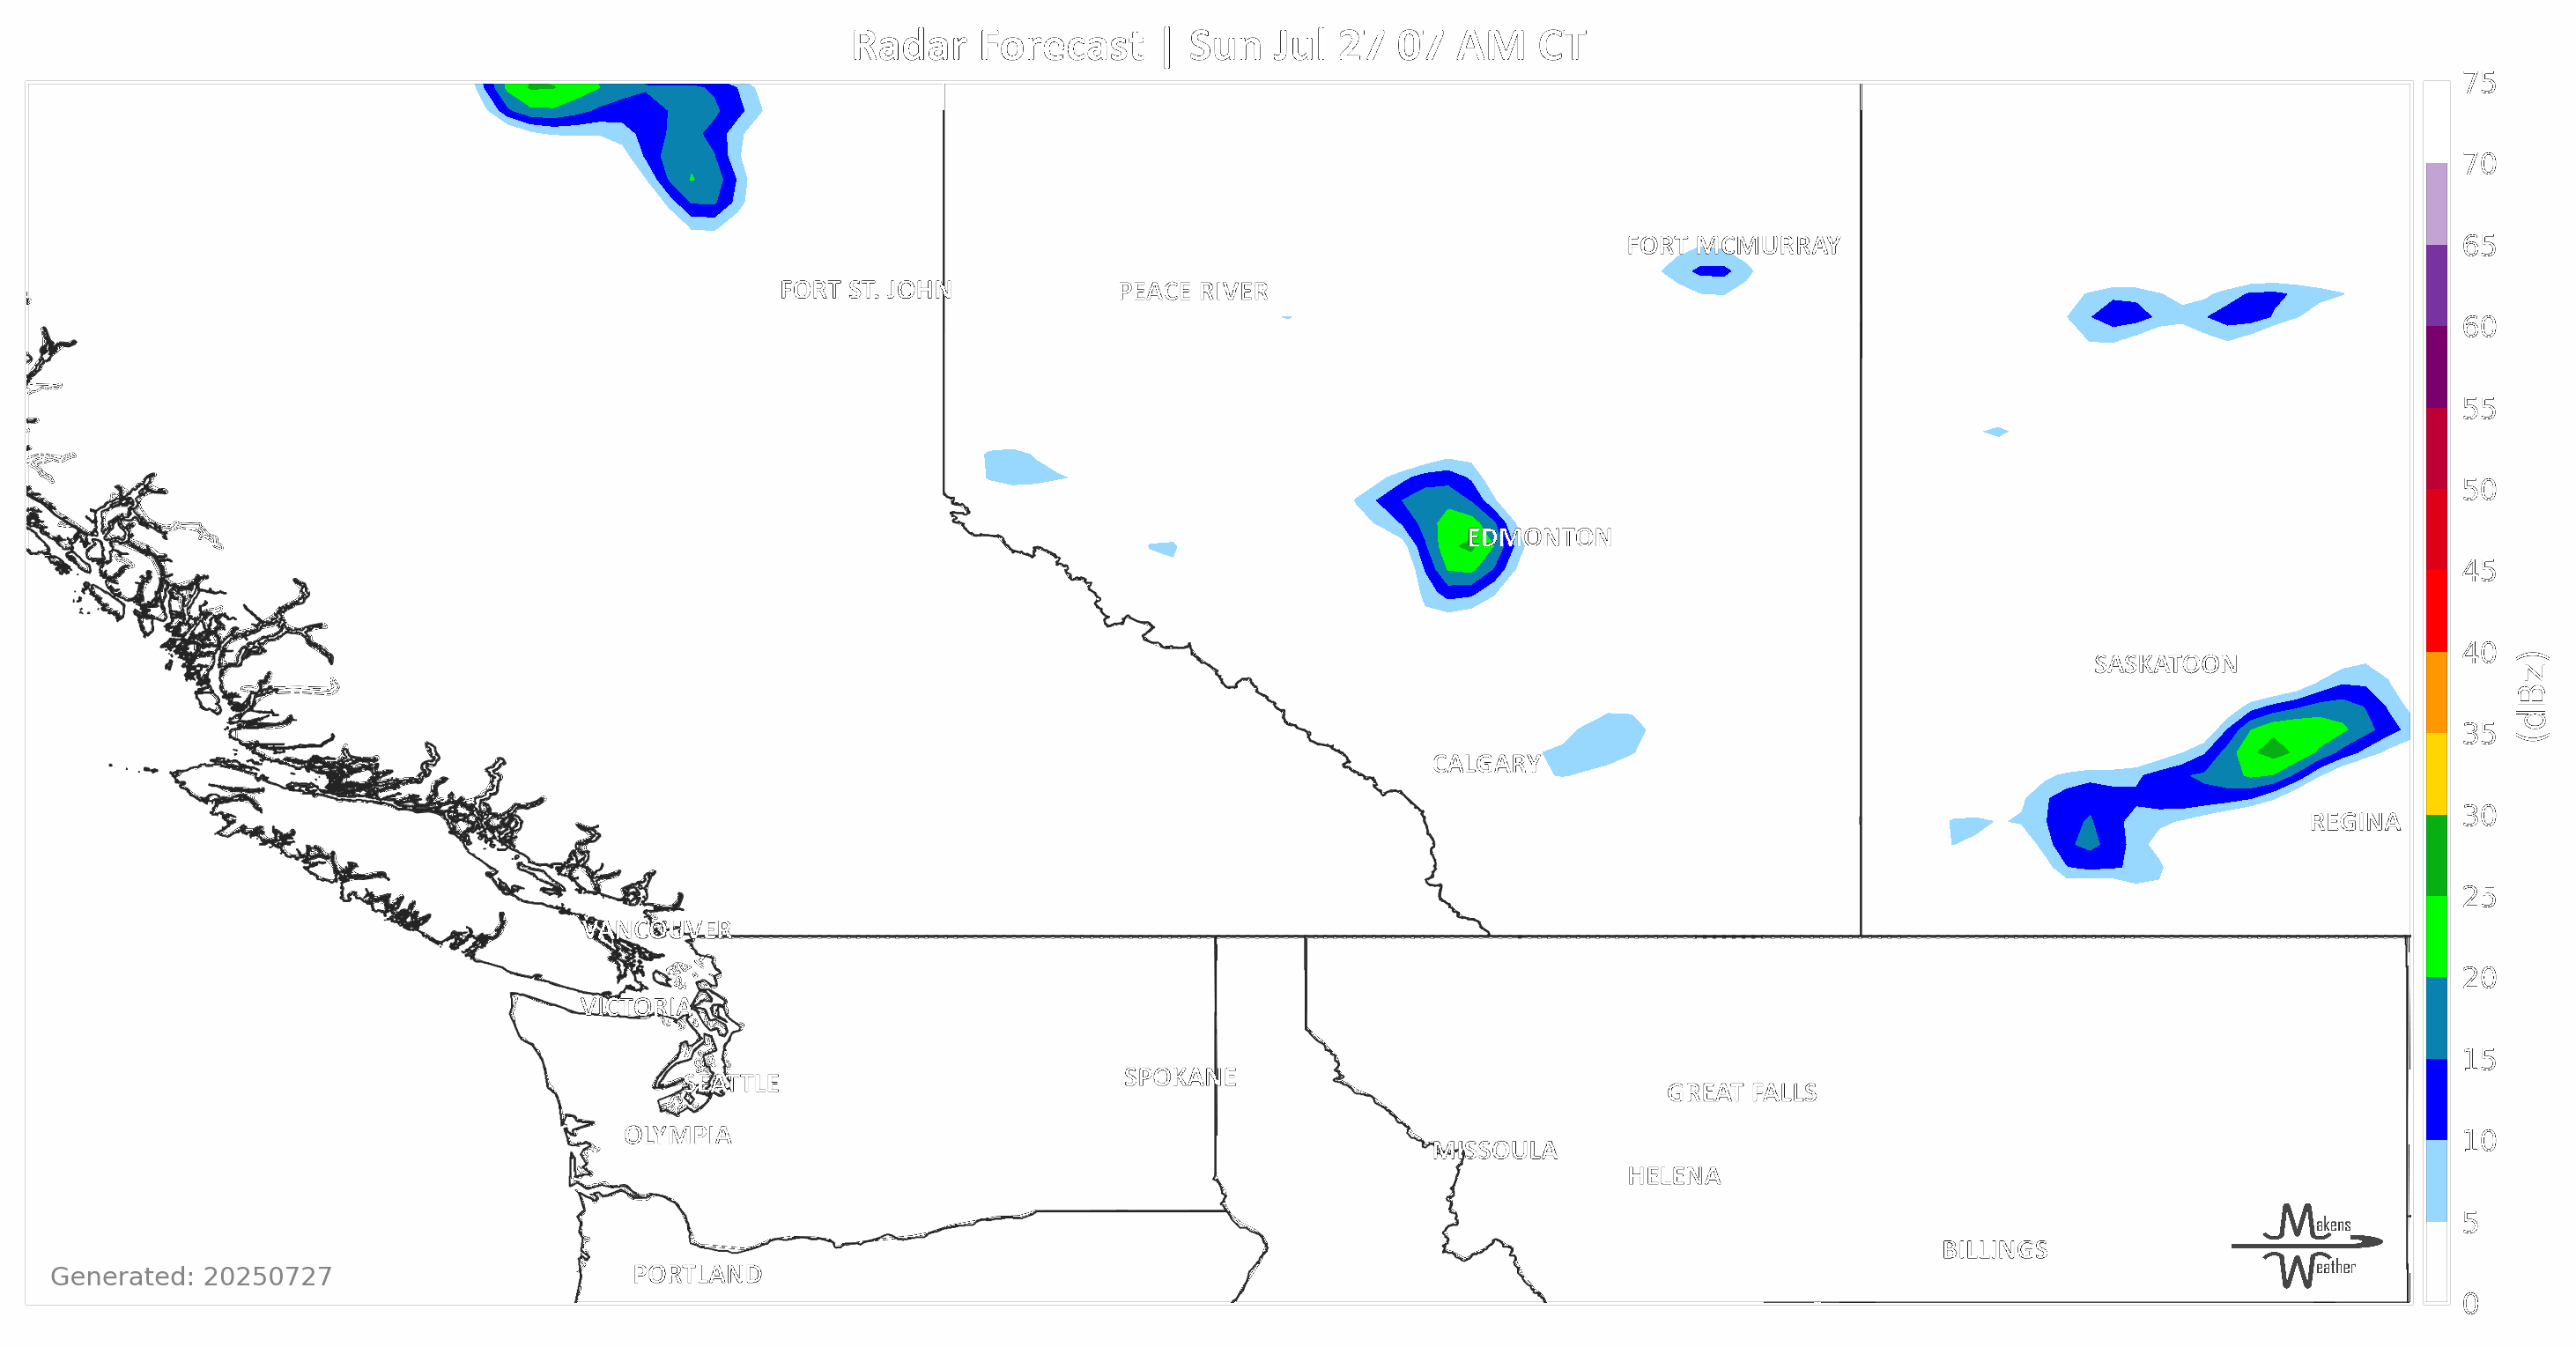 Radar Forecast | Sun Jul 27 07 AM CT
75
70
FORT MCMURRAY
65
FORT ST. JOHN
PEACE RIVER
60
55
50
EDMONTON
45
SASKATOON
40
(dBz)
35
CALGARY
REGINA
30
25
VANCOUVER
20
VICTORIA
15
SEATTLE
SPOKANE
GREAT FALLS
OLYMPIA
10
MISSOULA
HELENA
5
Makens
Weather
BILLINGS
Generated: 20250727
PORTLAND
0